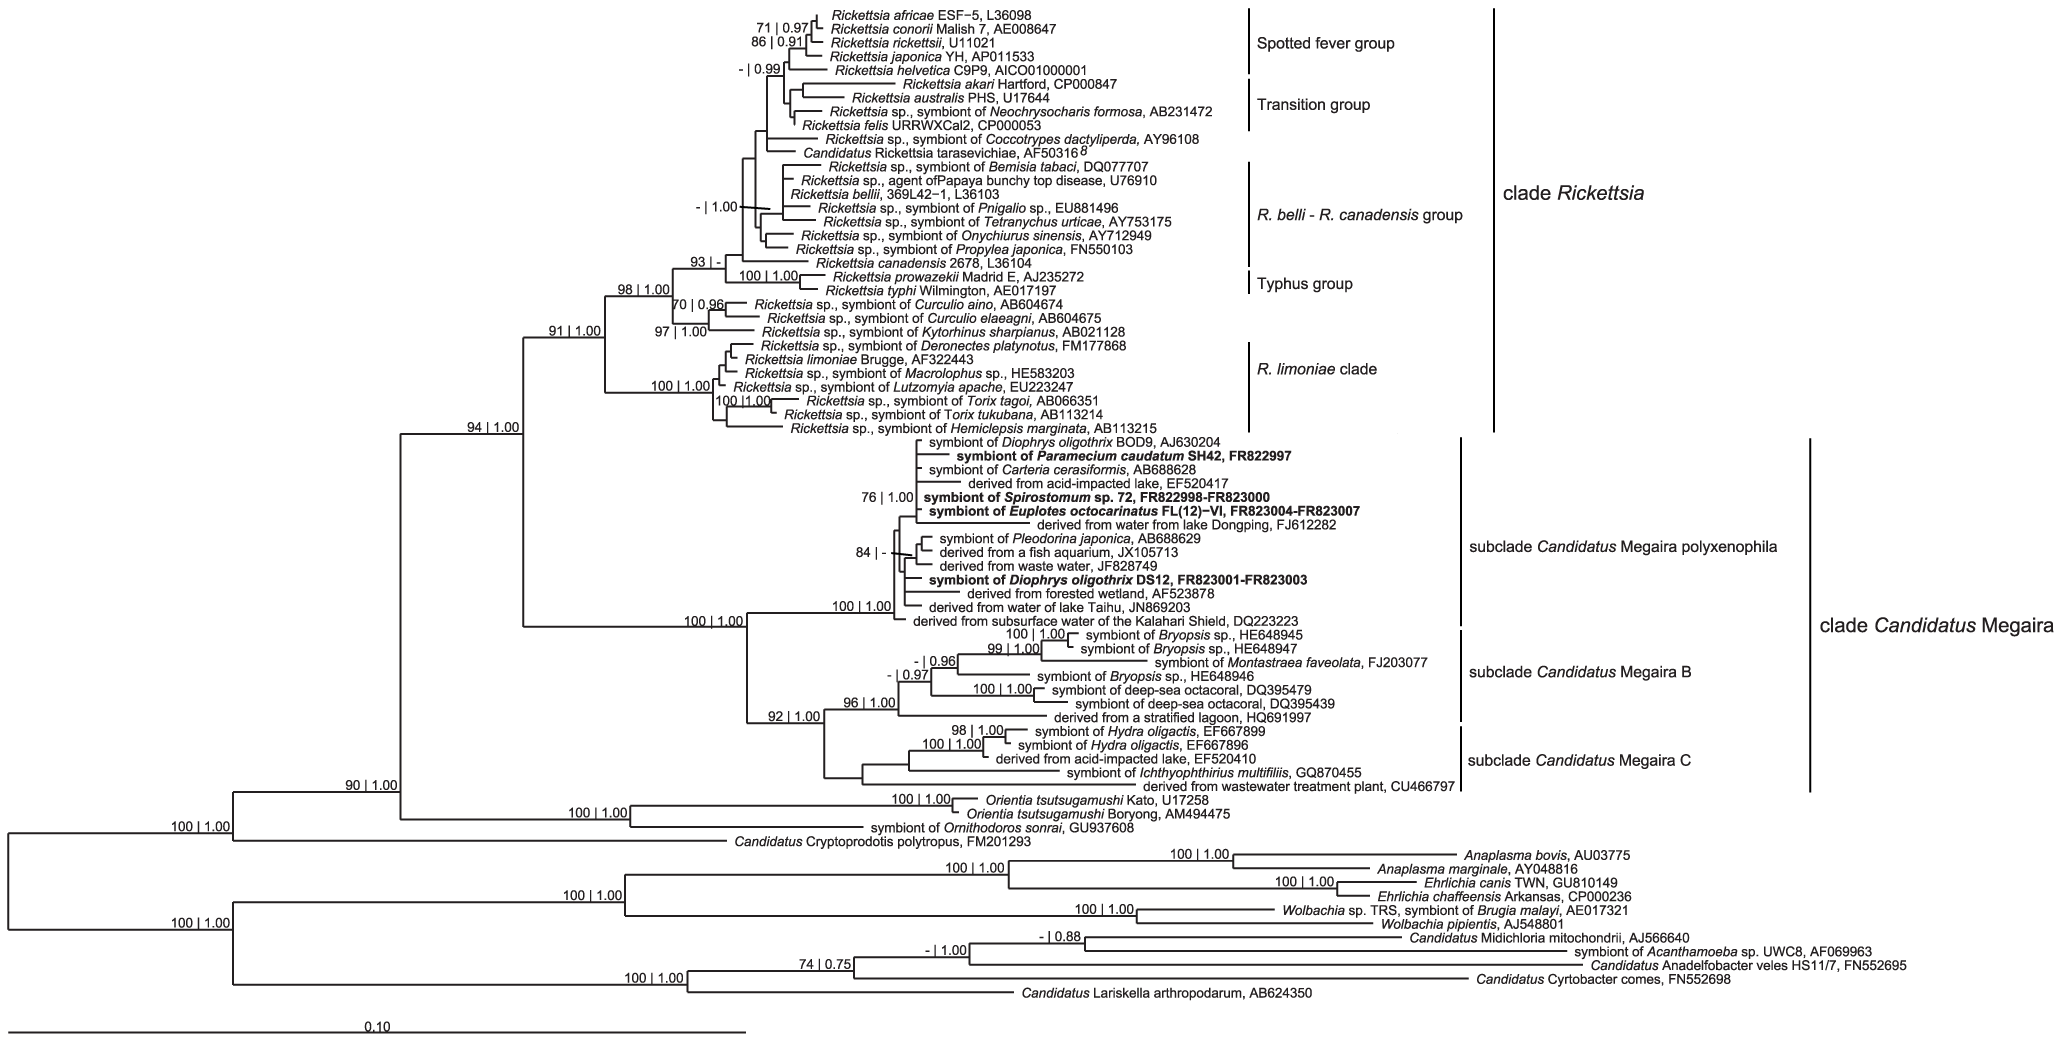 Rickettsia africae ESF−5, L36098
71 | 0.97
Rickettsia conorii Malish 7, AE008647
86 | 0.91
Rickettsia rickettsii, U11021
Spotted fever group
Rickettsia japonica YH, AP011533
- | 0.99
Rickettsia helvetica C9P9, AICO01000001
Rickettsia akari Hartford, CP000847
Rickettsia australis PHS, U17644
Transition group
Rickettsia sp., symbiont of Neochrysocharis formosa, AB231472
Rickettsia felis URRWXCal2, CP000053
Rickettsia sp., symbiont of Coccotrypes dactyliperda, AY96108
Candidatus Rickettsia tarasevichiae, AF503168
Rickettsia sp., symbiont of Bemisia tabaci, DQ077707
Rickettsia sp., agent ofPapaya bunchy top disease, U76910
Rickettsia bellii, 369L42−1, L36103
clade Rickettsia
- | 1.00
Rickettsia sp., symbiont of Pnigalio sp., EU881496
R. belli - R. canadensis group
Rickettsia sp., symbiont of Tetranychus urticae, AY753175
Rickettsia sp., symbiont of Onychiurus sinensis, AY712949
Rickettsia sp., symbiont of Propylea japonica, FN550103
93 | -
Rickettsia canadensis 2678, L36104
100 | 1.00
Rickettsia prowazekii Madrid E, AJ235272
Typhus group
98 | 1.00
Rickettsia typhi Wilmington, AE017197
70 | 0.96
Rickettsia sp., symbiont of Curculio aino, AB604674
Rickettsia sp., symbiont of Curculio elaeagni, AB604675
91 | 1.00
97 | 1.00
Rickettsia sp., symbiont of Kytorhinus sharpianus, AB021128
Rickettsia sp., symbiont of Deronectes platynotus, FM177868
Rickettsia limoniae Brugge, AF322443
R. limoniae clade
Rickettsia sp., symbiont of Macrolophus sp., HE583203
100 | 1.00
Rickettsia sp., symbiont of Lutzomyia apache, EU223247
100 | 1.00
Rickettsia sp., symbiont of Torix tagoi, AB066351
Rickettsia sp., symbiont of Torix tukubana, AB113214
94 | 1.00
Rickettsia sp., symbiont of Hemiclepsis marginata, AB113215
symbiont of Diophrys oligothrix BOD9, AJ630204
symbiont of Paramecium caudatum SH42, FR822997
symbiont of Carteria cerasiformis, AB688628
derived from acid-impacted lake, EF520417
76 | 1.00
symbiont of Spirostomum sp. 72, FR822998-FR823000
symbiont of Euplotes octocarinatus FL(12)−VI, FR823004-FR823007
derived from water from lake Dongping, FJ612282
symbiont of Pleodorina japonica, AB688629
subclade Candidatus Megaira polyxenophila
84 | -
derived from a fish aquarium, JX105713
derived from waste water, JF828749
symbiont of Diophrys oligothrix DS12, FR823001-FR823003
derived from forested wetland, AF523878
100 | 1.00
derived from water of lake Taihu, JN869203
100 | 1.00
derived from subsurface water of the Kalahari Shield, DQ223223
clade Candidatus Megaira
100 | 1.00
symbiont of Bryopsis sp., HE648945
99 | 1.00
symbiont of Bryopsis sp., HE648947
- | 0.96
symbiont of Montastraea faveolata, FJ203077
subclade Candidatus Megaira B
- | 0.97
symbiont of Bryopsis sp., HE648946
100 | 1.00
symbiont of deep-sea octacoral, DQ395479
96 | 1.00
symbiont of deep-sea octacoral, DQ395439
92 | 1.00
derived from a stratified lagoon, HQ691997
98 | 1.00
symbiont of Hydra oligactis, EF667899
100 | 1.00
symbiont of Hydra oligactis, EF667896
derived from acid-impacted lake, EF520410
subclade Candidatus Megaira C
symbiont of Ichthyophthirius multifiliis, GQ870455
90 | 1.00
derived from wastewater treatment plant, CU466797
100 | 1.00
Orientia tsutsugamushi Kato, U17258
100 | 1.00
Orientia tsutsugamushi Boryong, AM494475
100 | 1.00
symbiont of Ornithodoros sonrai, GU937608
Candidatus Cryptoprodotis polytropus, FM201293
100 | 1.00
Anaplasma bovis, AU03775
100 | 1.00
Anaplasma marginale, AY048816
100 | 1.00
Ehrlichia canis TWN, GU810149
100 | 1.00
Ehrlichia chaffeensis Arkansas, CP000236
100 | 1.00
Wolbachia sp. TRS, symbiont of Brugia malayi, AE017321
100 | 1.00
Wolbachia pipientis, AJ548801
- | 0.88
Candidatus Midichloria mitochondrii, AJ566640
- | 1.00
symbiont of Acanthamoeba sp. UWC8, AF069963
74 | 0.75
Candidatus Anadelfobacter veles HS11/7, FN552695
100 | 1.00
Candidatus Cyrtobacter comes, FN552698
Candidatus Lariskella arthropodarum, AB624350
0.10